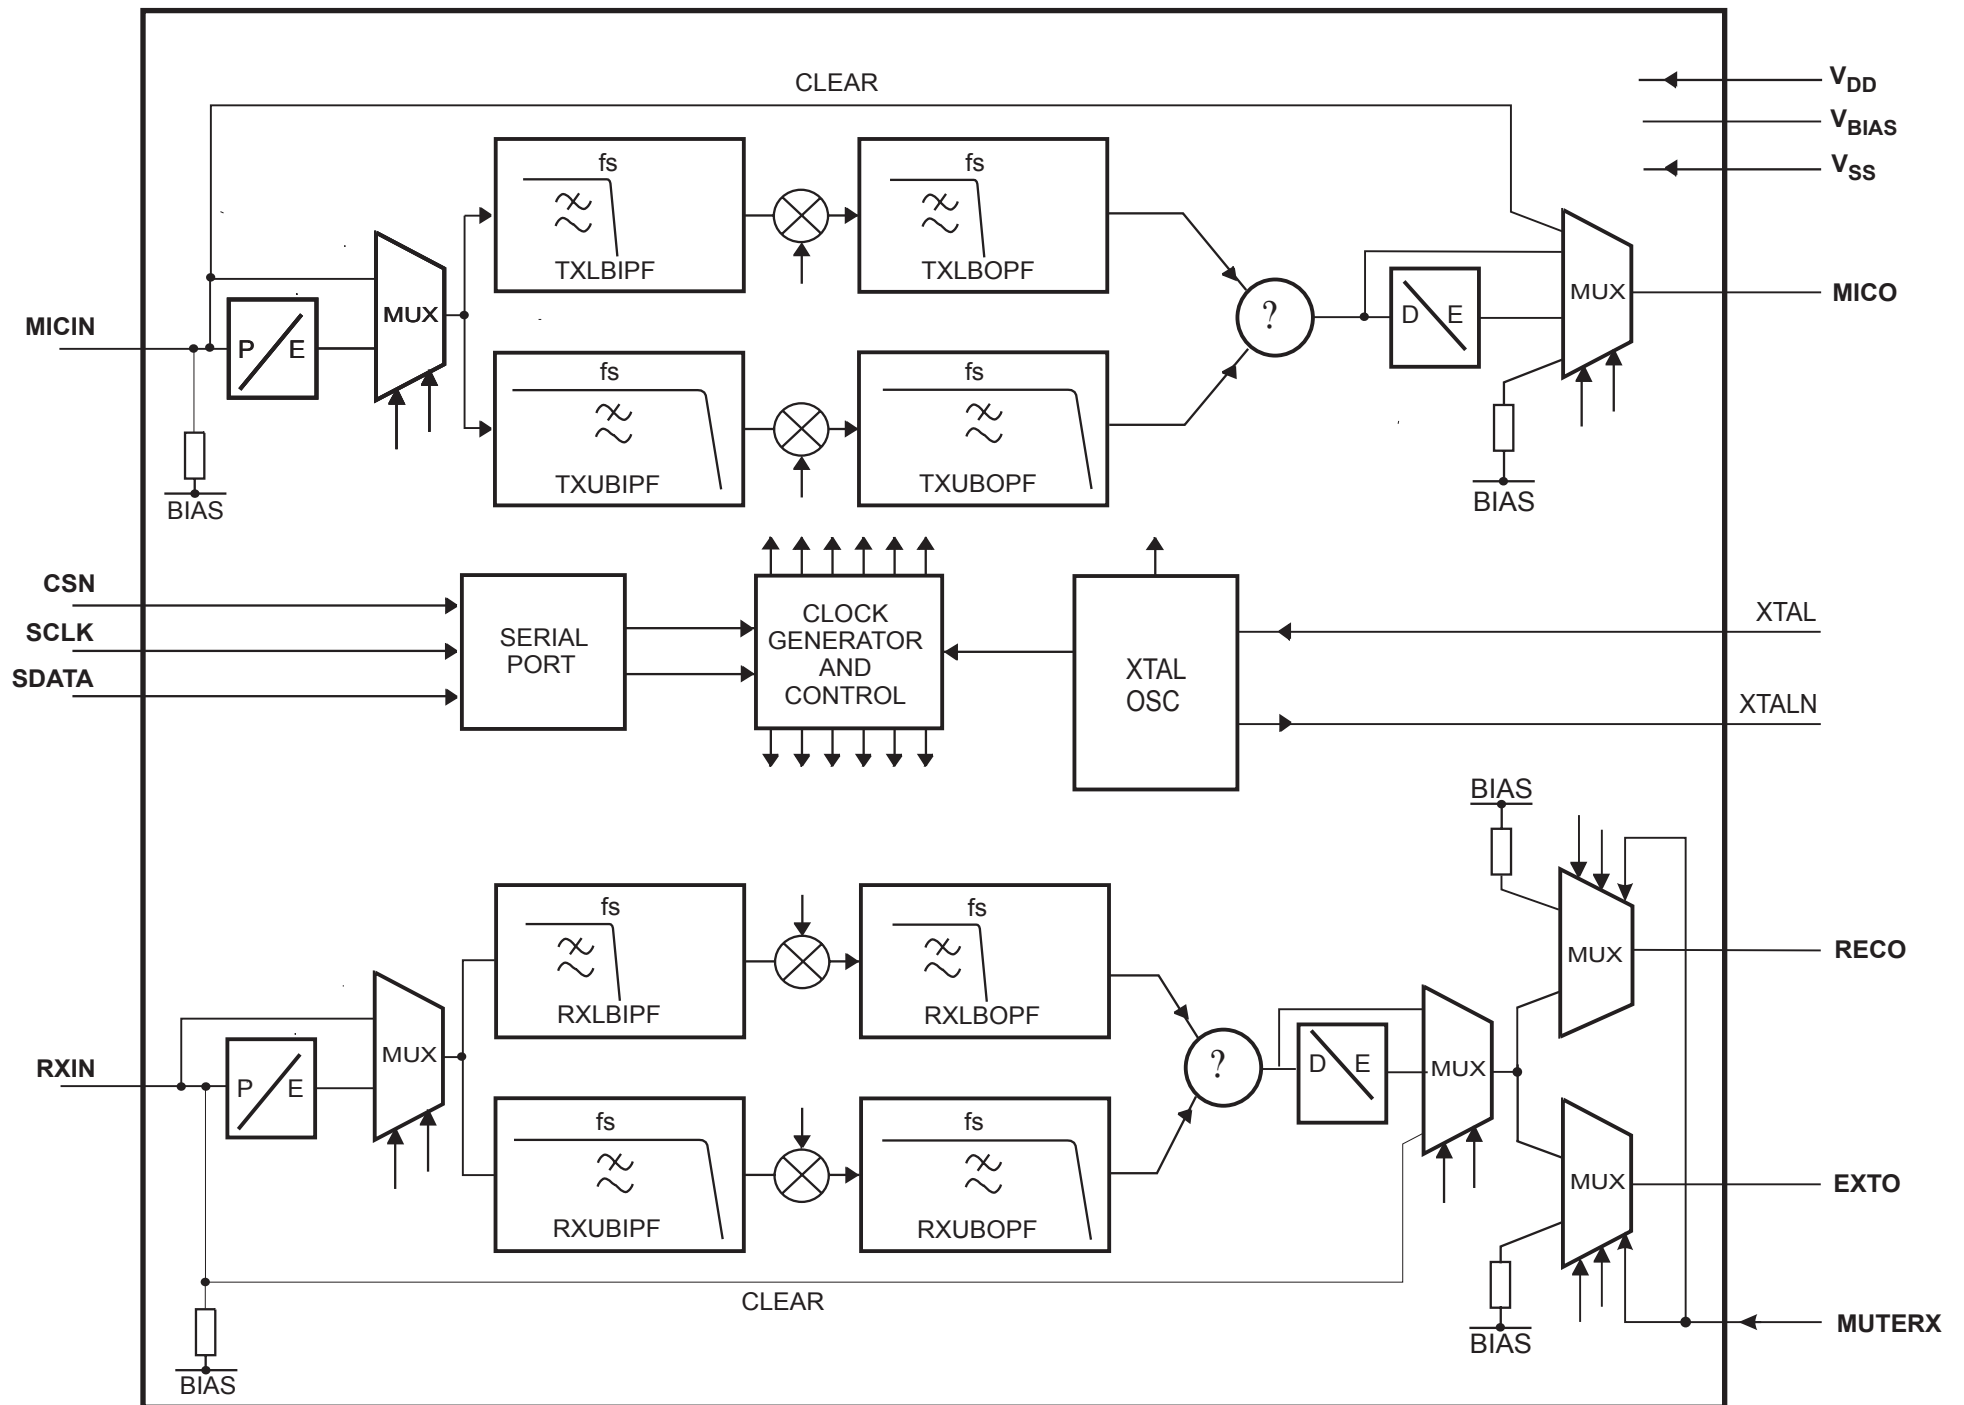 CLEAR
VDD
VBIAS
VSS
fs
TXLBIPF
fs
TXLBOPF
MICIN
P E
MUX
?
D E
MUX
MICO
fs
TXUBIPF
fs
TXUBOPF
BIAS
BIAS
CSN
SCLK
SDATA
SERIAL
PORT
CLOCK
GENERATOR
AND
CONTROL
XTAL
OSC
XTAL
XTALN
BIAS
fs
RXLBIPF
fs
RXLBOPF
MUX
RECO
RXIN
P E
MUX
?
D E
MUX
fs
RXUBIPF
fs
RXUBOPF
MUX
EXTO
CLEAR
BIAS
MUTERX
BIAS